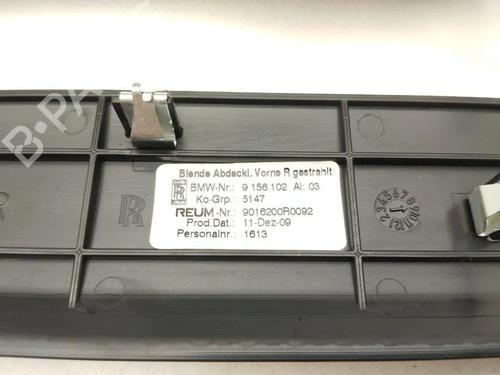 Blende Abdeckl. Vorne R gestrahlt
BMW-Nr.: 9 156 102 AI: 03
Ko-Grp.: 5147
REUM-Nr.: 9016200R0092
Prod.Dat.: 11-Dez-09
Personalnr.: 1613
R
B-PA